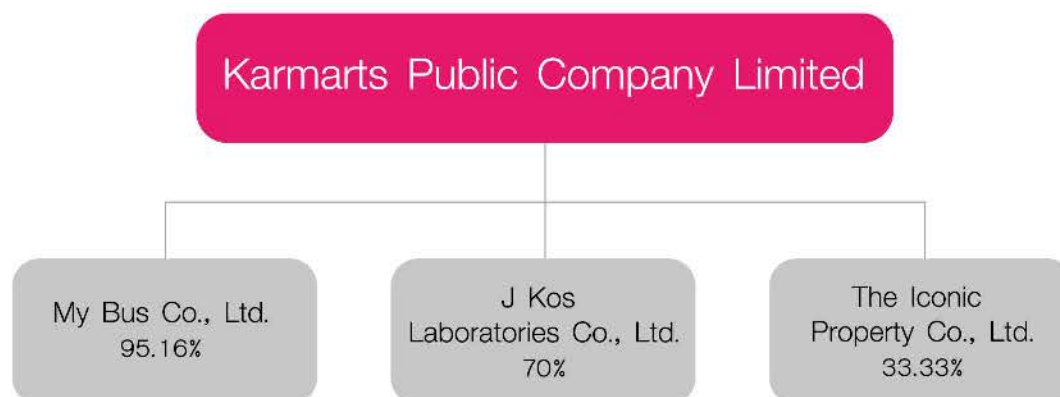 Karmarts Public Company Limited
My Bus Co., Ltd.
95.16%
J Kos
Laboratories Co., Ltd.
70%
The Iconic
Property Co., Ltd.
33.33%